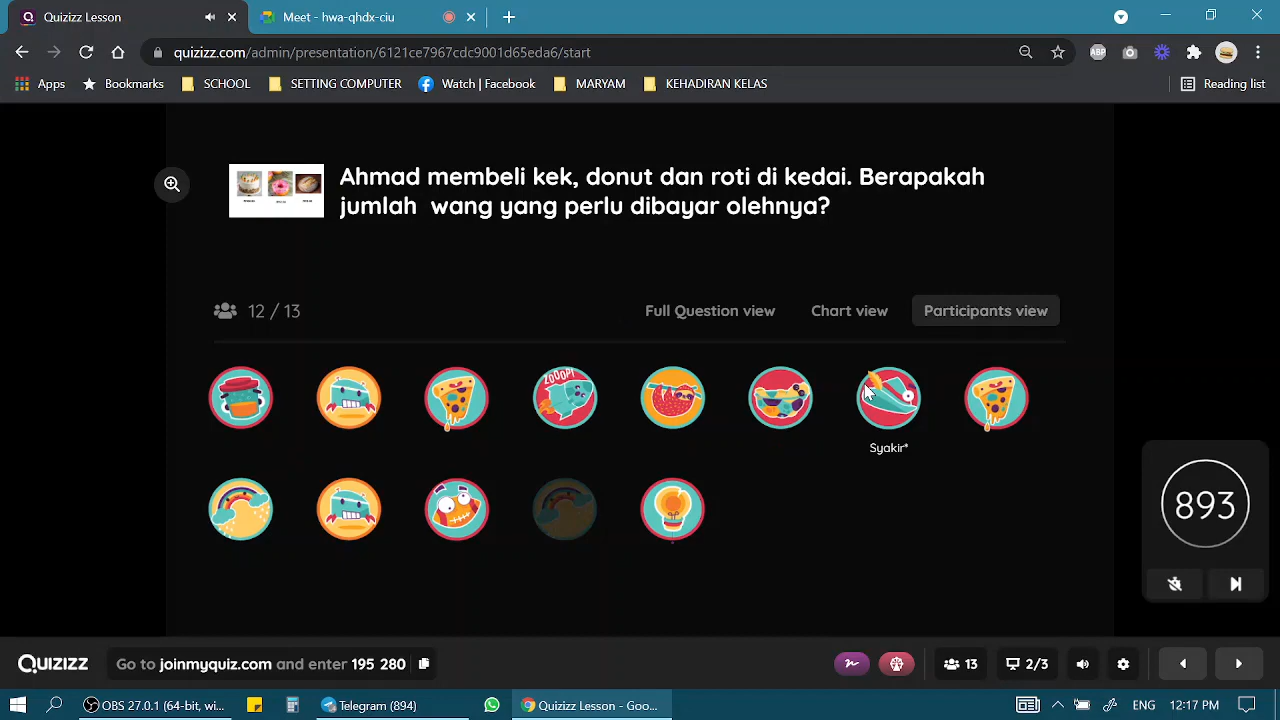 Quizizz Lesson
Meet - hwa-qhdx-ciu
quizizz.com/admin/presentation/6121ce7967cdc9001d65eda6/start
ABP
Apps
Bookmarks
SCHOOL
SETTING COMPUTER
Watch | Facebook
MARYAM
KEHADIRAN KELAS
Reading list
Ahmad membeli kek, donut dan roti di kedai. Berapakah
jumlah wang yang perlu dibayar olehnya?
12 / 13
Full Question view
Chart view
Participants view
ZOOOP!
Syakir*
893
QUIZIZZ
Go to joinmyquiz.com and enter 195 280
13
2/3
OBS 27.0.1 (64-bit, wi...
Telegram (894)
Quizizz Lesson - Goo...
ENG
12:17 PM